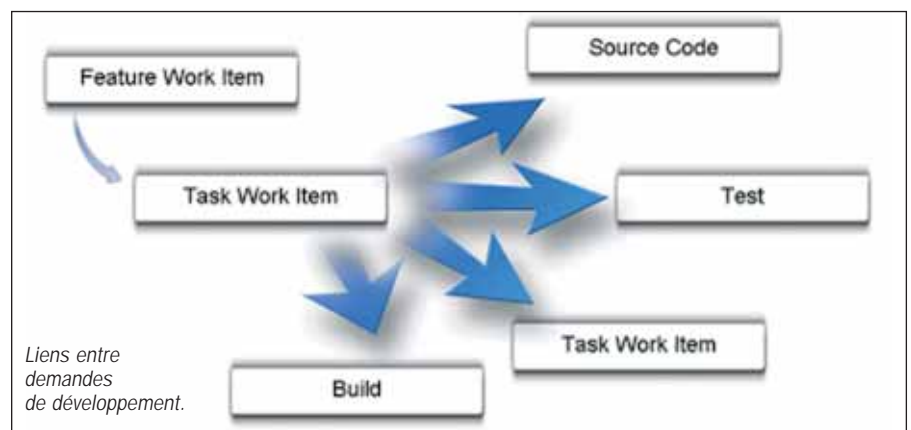 Source Code
Feature Work Item
Task Work Item
Test
Task Work Item
Build
Liens entre
demandes
de développement.